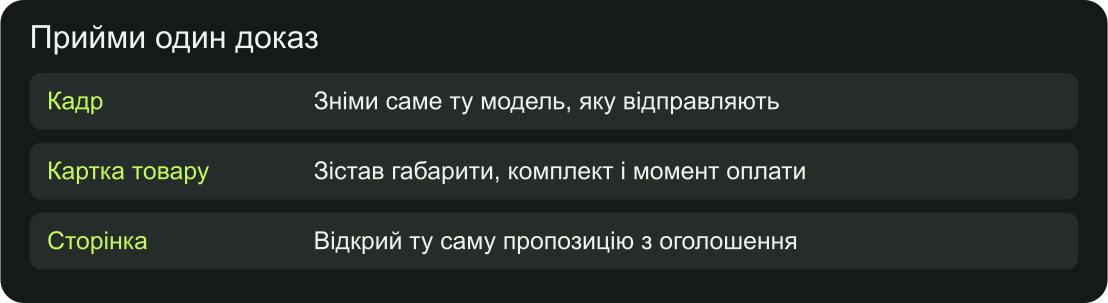 Прийми один доказ
Кадр Зніми саме ту модель, яку відправляють
Картка товару Зістав габарити, комплект і момент оплати
Сторінка Відкрий ту саму пропозицію з оголошення